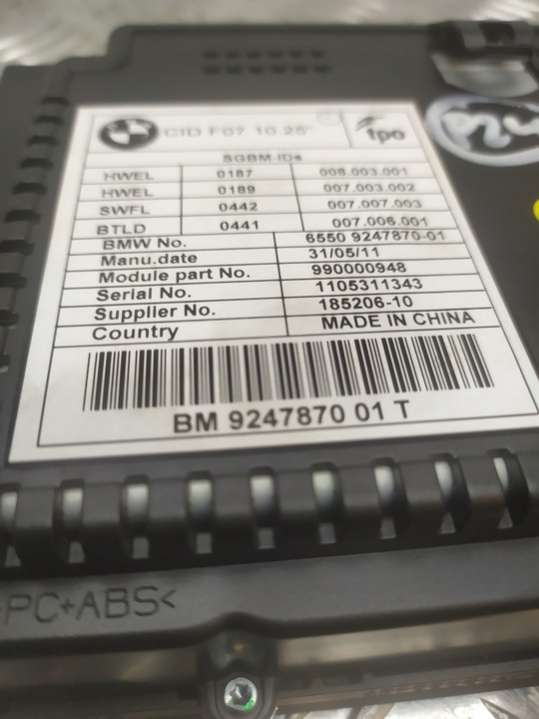 CID F07 10.25" tpo
SGBM-IDs
HWEL 0187 008.003.001
HWEL 0189 007.003.002
SWFL 0442 007.007.003
BTLD 0441 007.006.001
BMW No. 6550 9247870-01
Manu.date 31/05/11
Module part No. 990000948
Serial No. 1105311343
Supplier No. 185206-10
Country MADE IN CHINA
BM 9247870 01 T
PC+ABS<